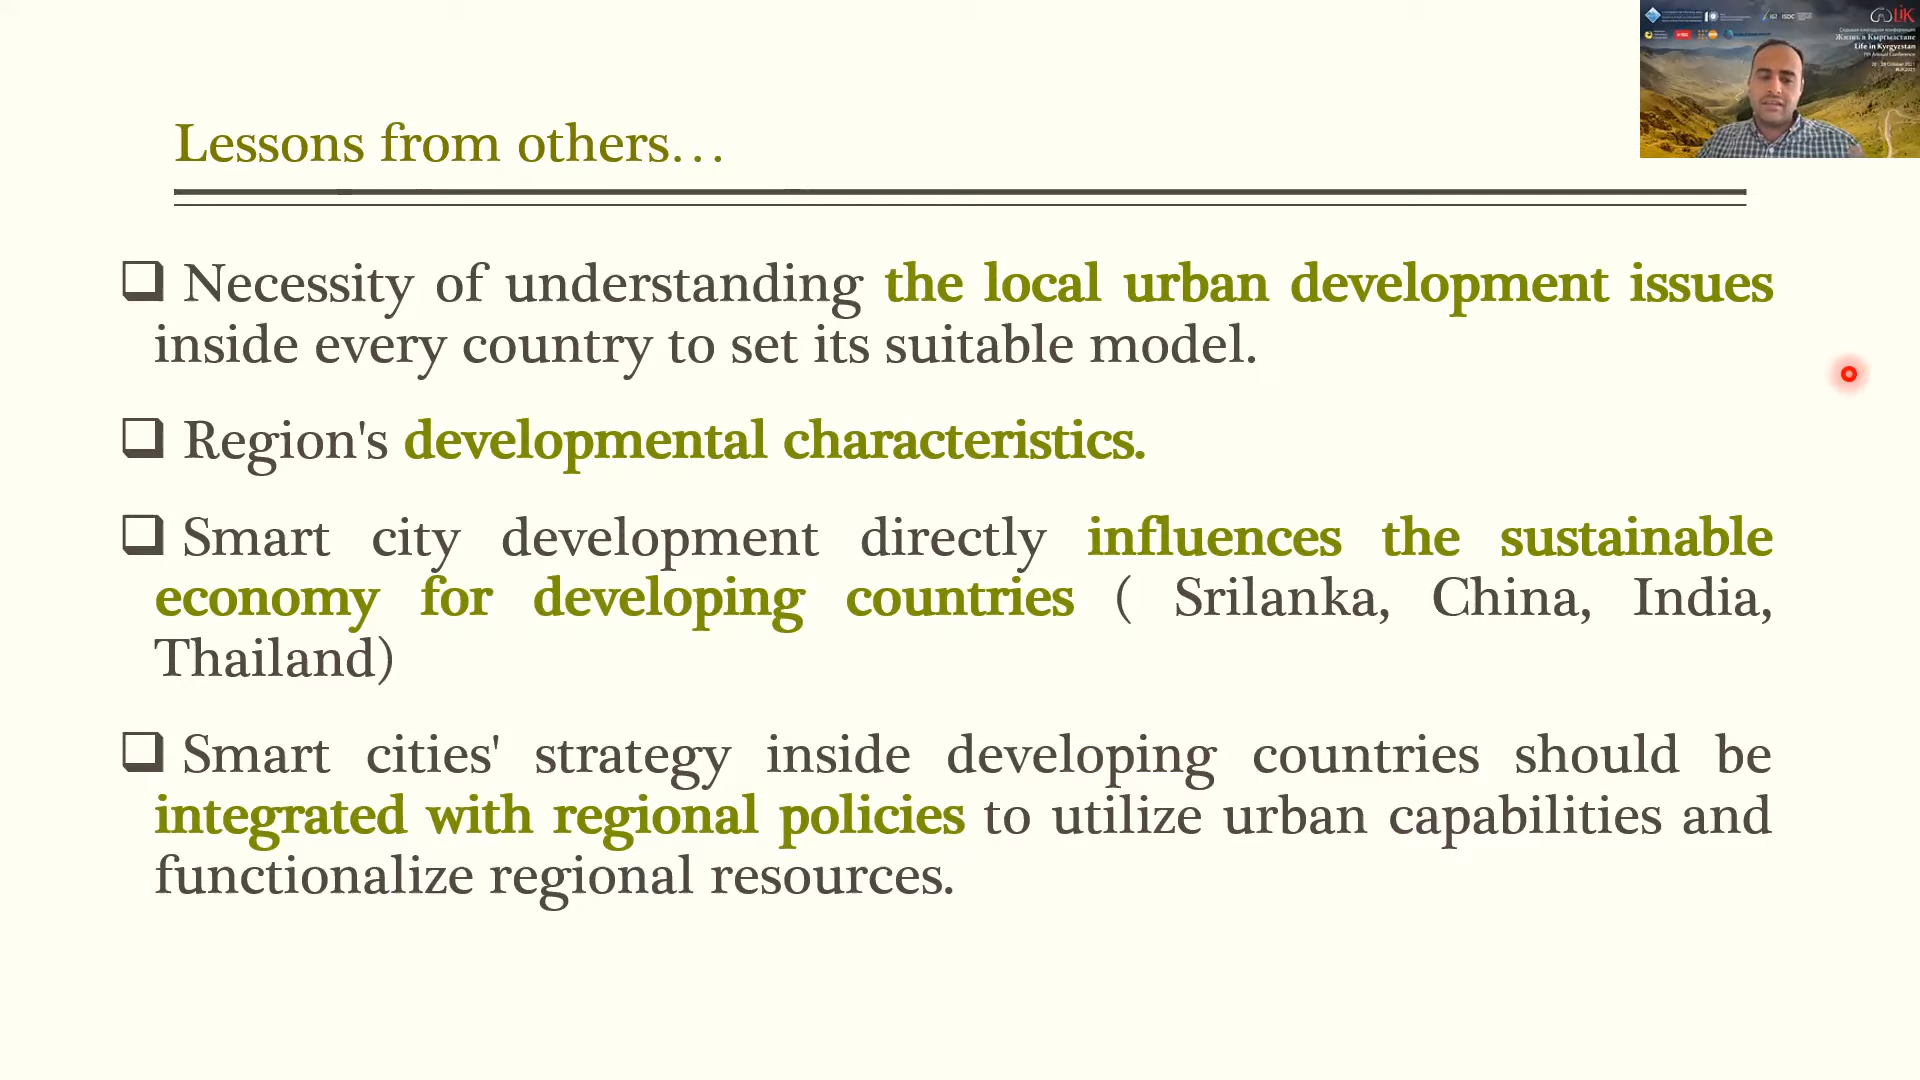 Lessons from others...
Necessity of understanding the local urban development issues
inside every country to set its suitable model.
Region's developmental characteristics.
Smart city development directly influences the sustainable
economy for developing countries ( Srilanka, China, India,
Thailand)
Smart cities' strategy inside developing countries should be
integrated with regional policies to utilize urban capabilities and
functionalize regional resources.
LiK
Жизнь в Кыргызстане
Life in Kyrgyzstan